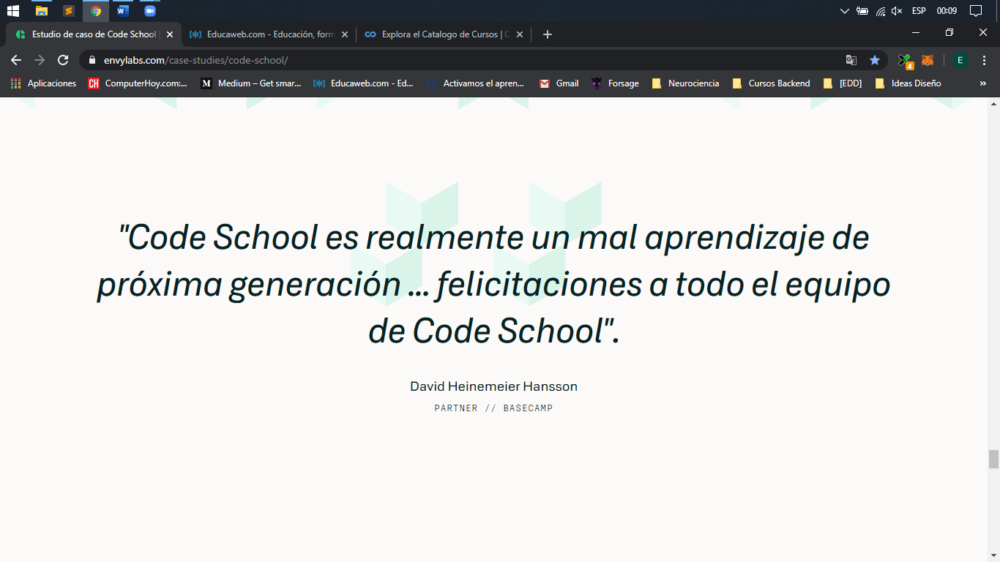 ESP
00:09
Estudio de caso de Code School |
Educaweb.com - Educación, form
Explora el Catalogo de Cursos | C
envylabs.com/case-studies/code-school/
4
E
Aplicaciones
CH
ComputerHoy.com:...
M
Medium – Get smar...
Educaweb.com - Ed...
Activamos el apren...
Gmail
Forsage
Neurociencia
Cursos Backend
[EDD]
Ideas Diseño
»
"Code School es realmente un mal aprendizaje de
próxima generación ... felicitaciones a todo el equipo
de Code School".
David Heinemeier Hansson
PARTNER // BASECAMP